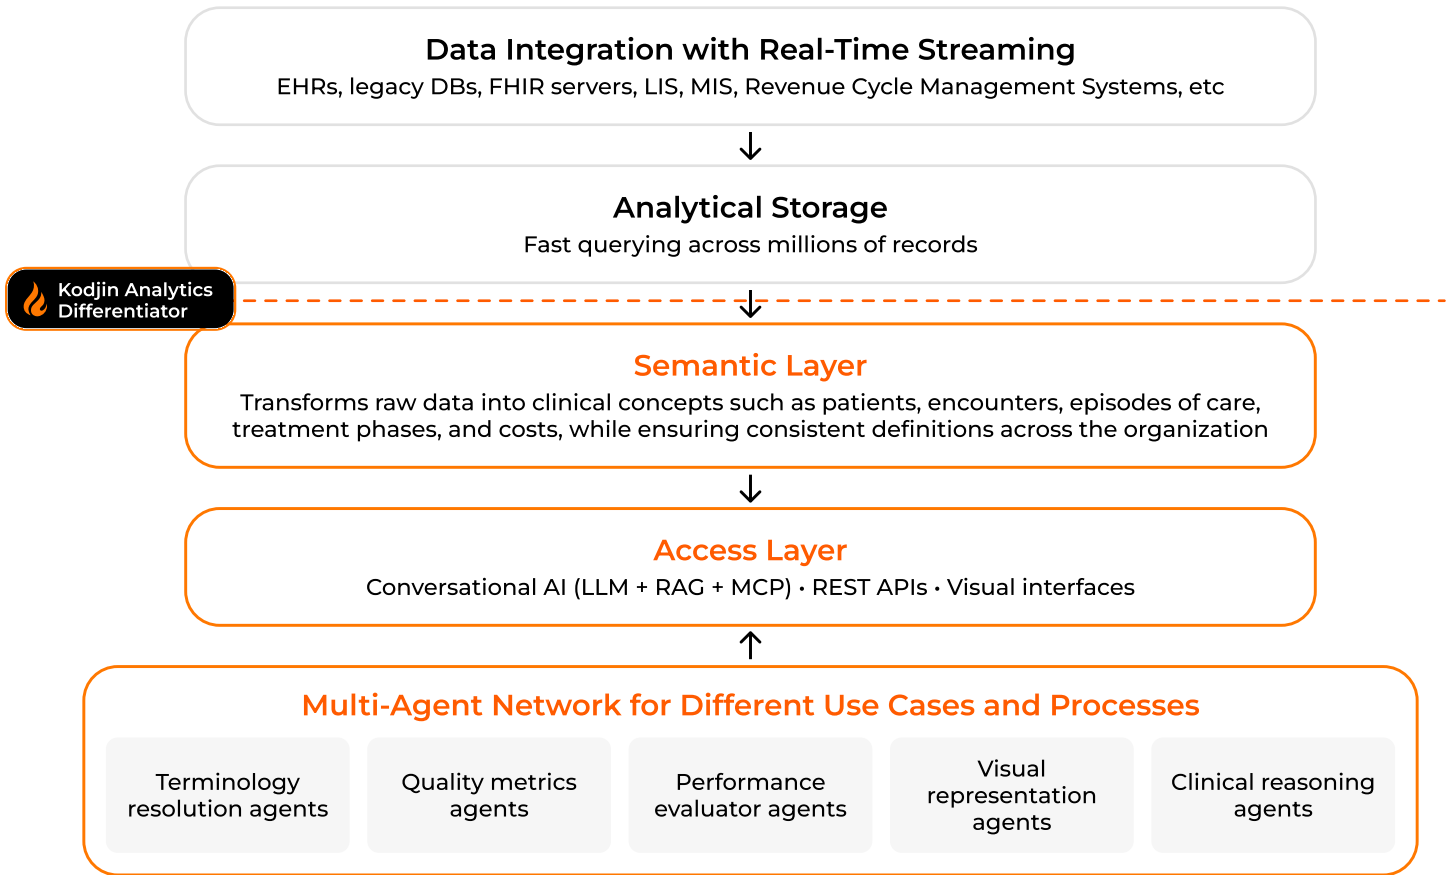 Data Integration with Real-Time Streaming
EHRs, legacy DBs, FHIR servers, LIS, MIS, Revenue Cycle Management Systems, etc
Analytical Storage
Fast querying across millions of records
Kodjin Analytics
Differentiator
Semantic Layer
Transforms raw data into clinical concepts such as patients, encounters, episodes of care,
treatment phases, and costs, while ensuring consistent definitions across the organization
Access Layer
Conversational AI (LLM + RAG + MCP) • REST APIs • Visual interfaces
Multi-Agent Network for Different Use Cases and Processes
Terminology
resolution agents
Quality metrics
agents
Performance
evaluator agents
Visual
representation
agents
Clinical reasoning
agents